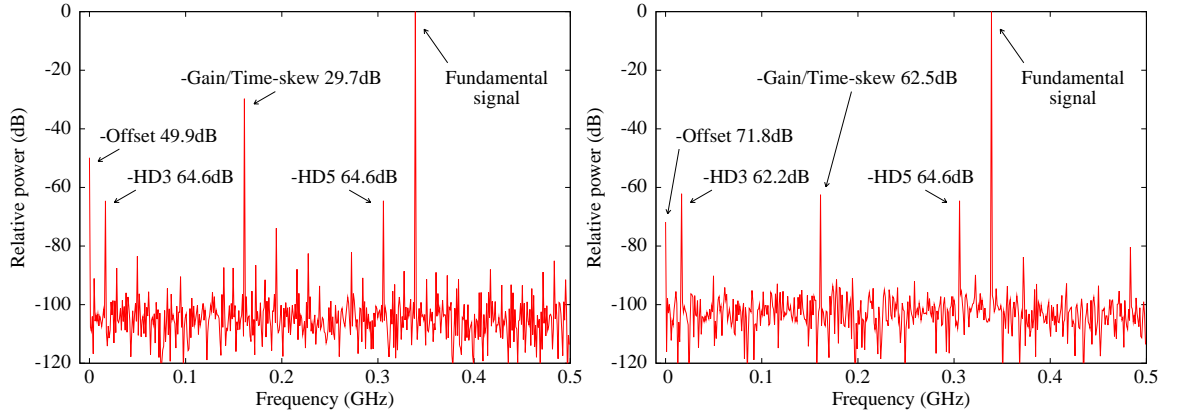 0
-20
-40
-60
-80
-100
-120
0
0.1
0.2
0.3
0.4
0.5
Relative power (dB)
Frequency (GHz)
-Gain/Time-skew 29.7dB
Fundamental
signal
-Offset 49.9dB
-HD3 64.6dB
-HD5 64.6dB
0
-20
-40
-60
-80
-100
-120
0
0.1
0.2
0.3
0.4
0.5
Relative power (dB)
Frequency (GHz)
-Gain/Time-skew 62.5dB
Fundamental
signal
-Offset 71.8dB
-HD3 62.2dB
-HD5 64.6dB